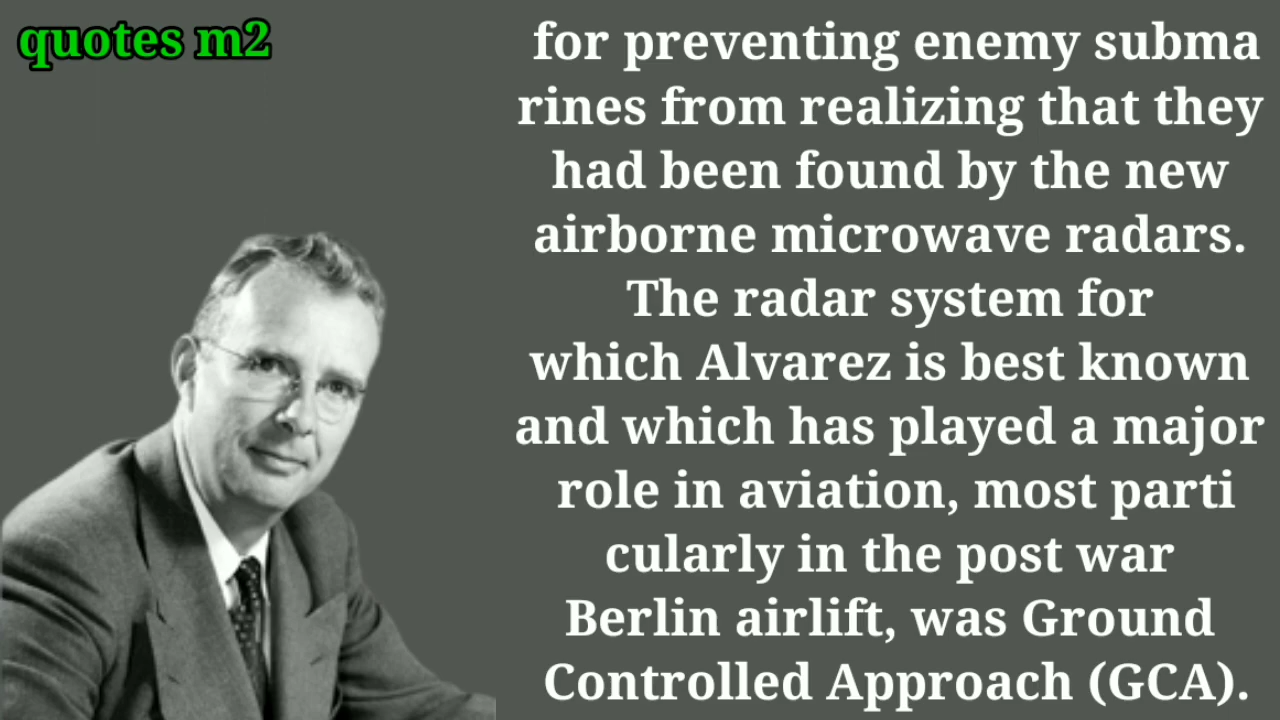 quotes m2
for preventing enemy subma
rines from realizing that they
had been found by the new
airborne microwave radars.
The radar system for
which Alvarez is best known
and which has played a major
role in aviation, most parti
cularly in the post war
Berlin airlift, was Ground
Controlled Approach (GCA).